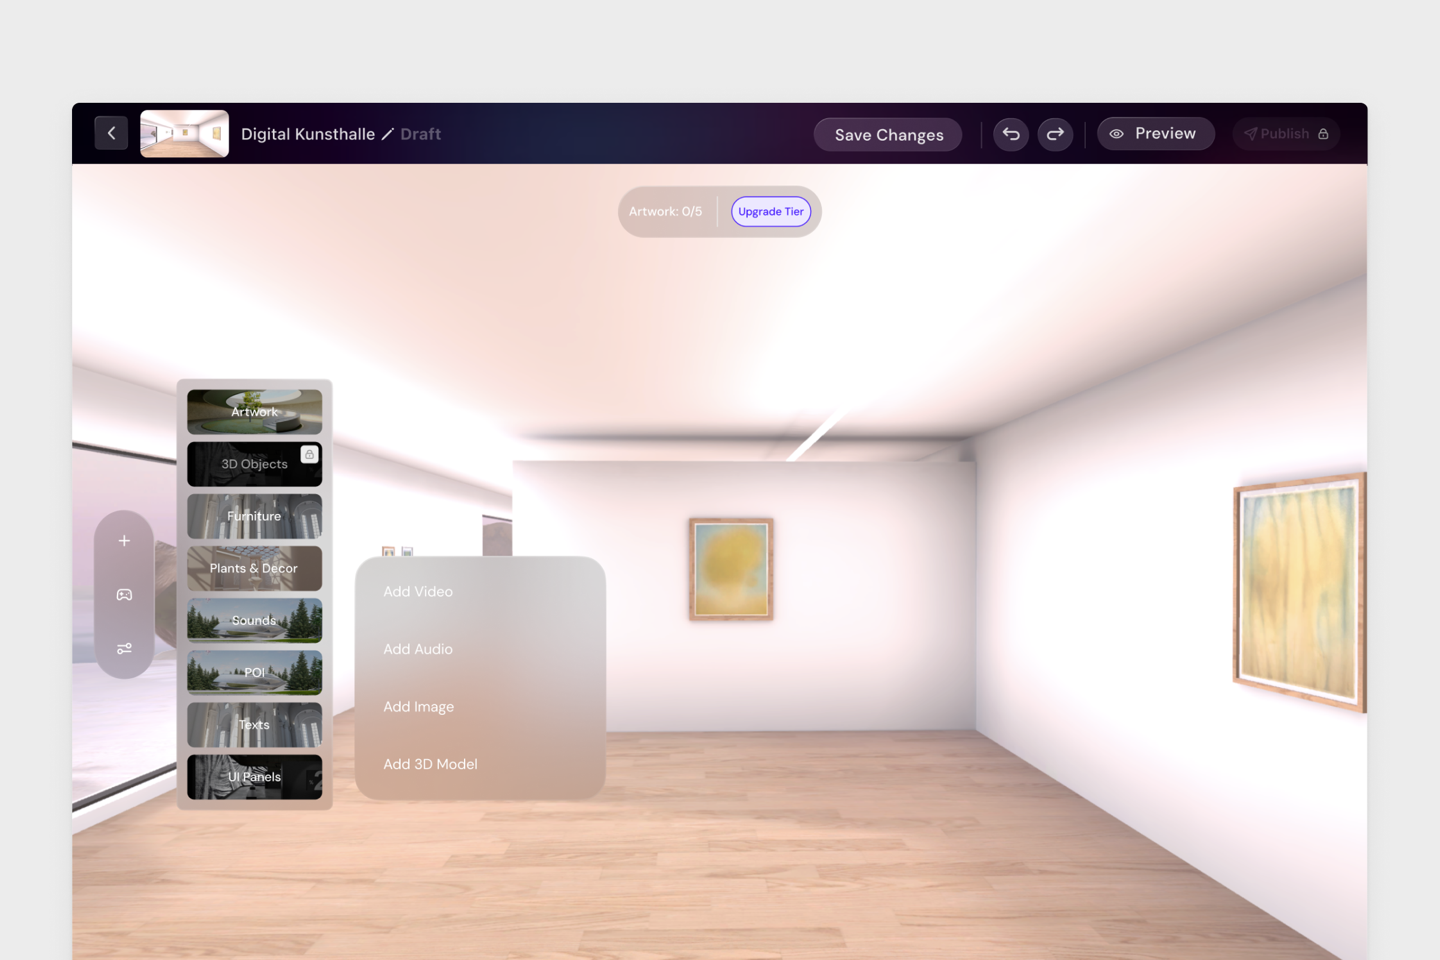 Digital Kunsthalle Draft
Save Changes
Preview
Publish
Artwork: 0/5
Upgrade Tier
Artwork
3D Objects
Furniture
Plants & Decor
Sounds
POI
Texts
UI Panels
Add Video
Add Audio
Add Image
Add 3D Model